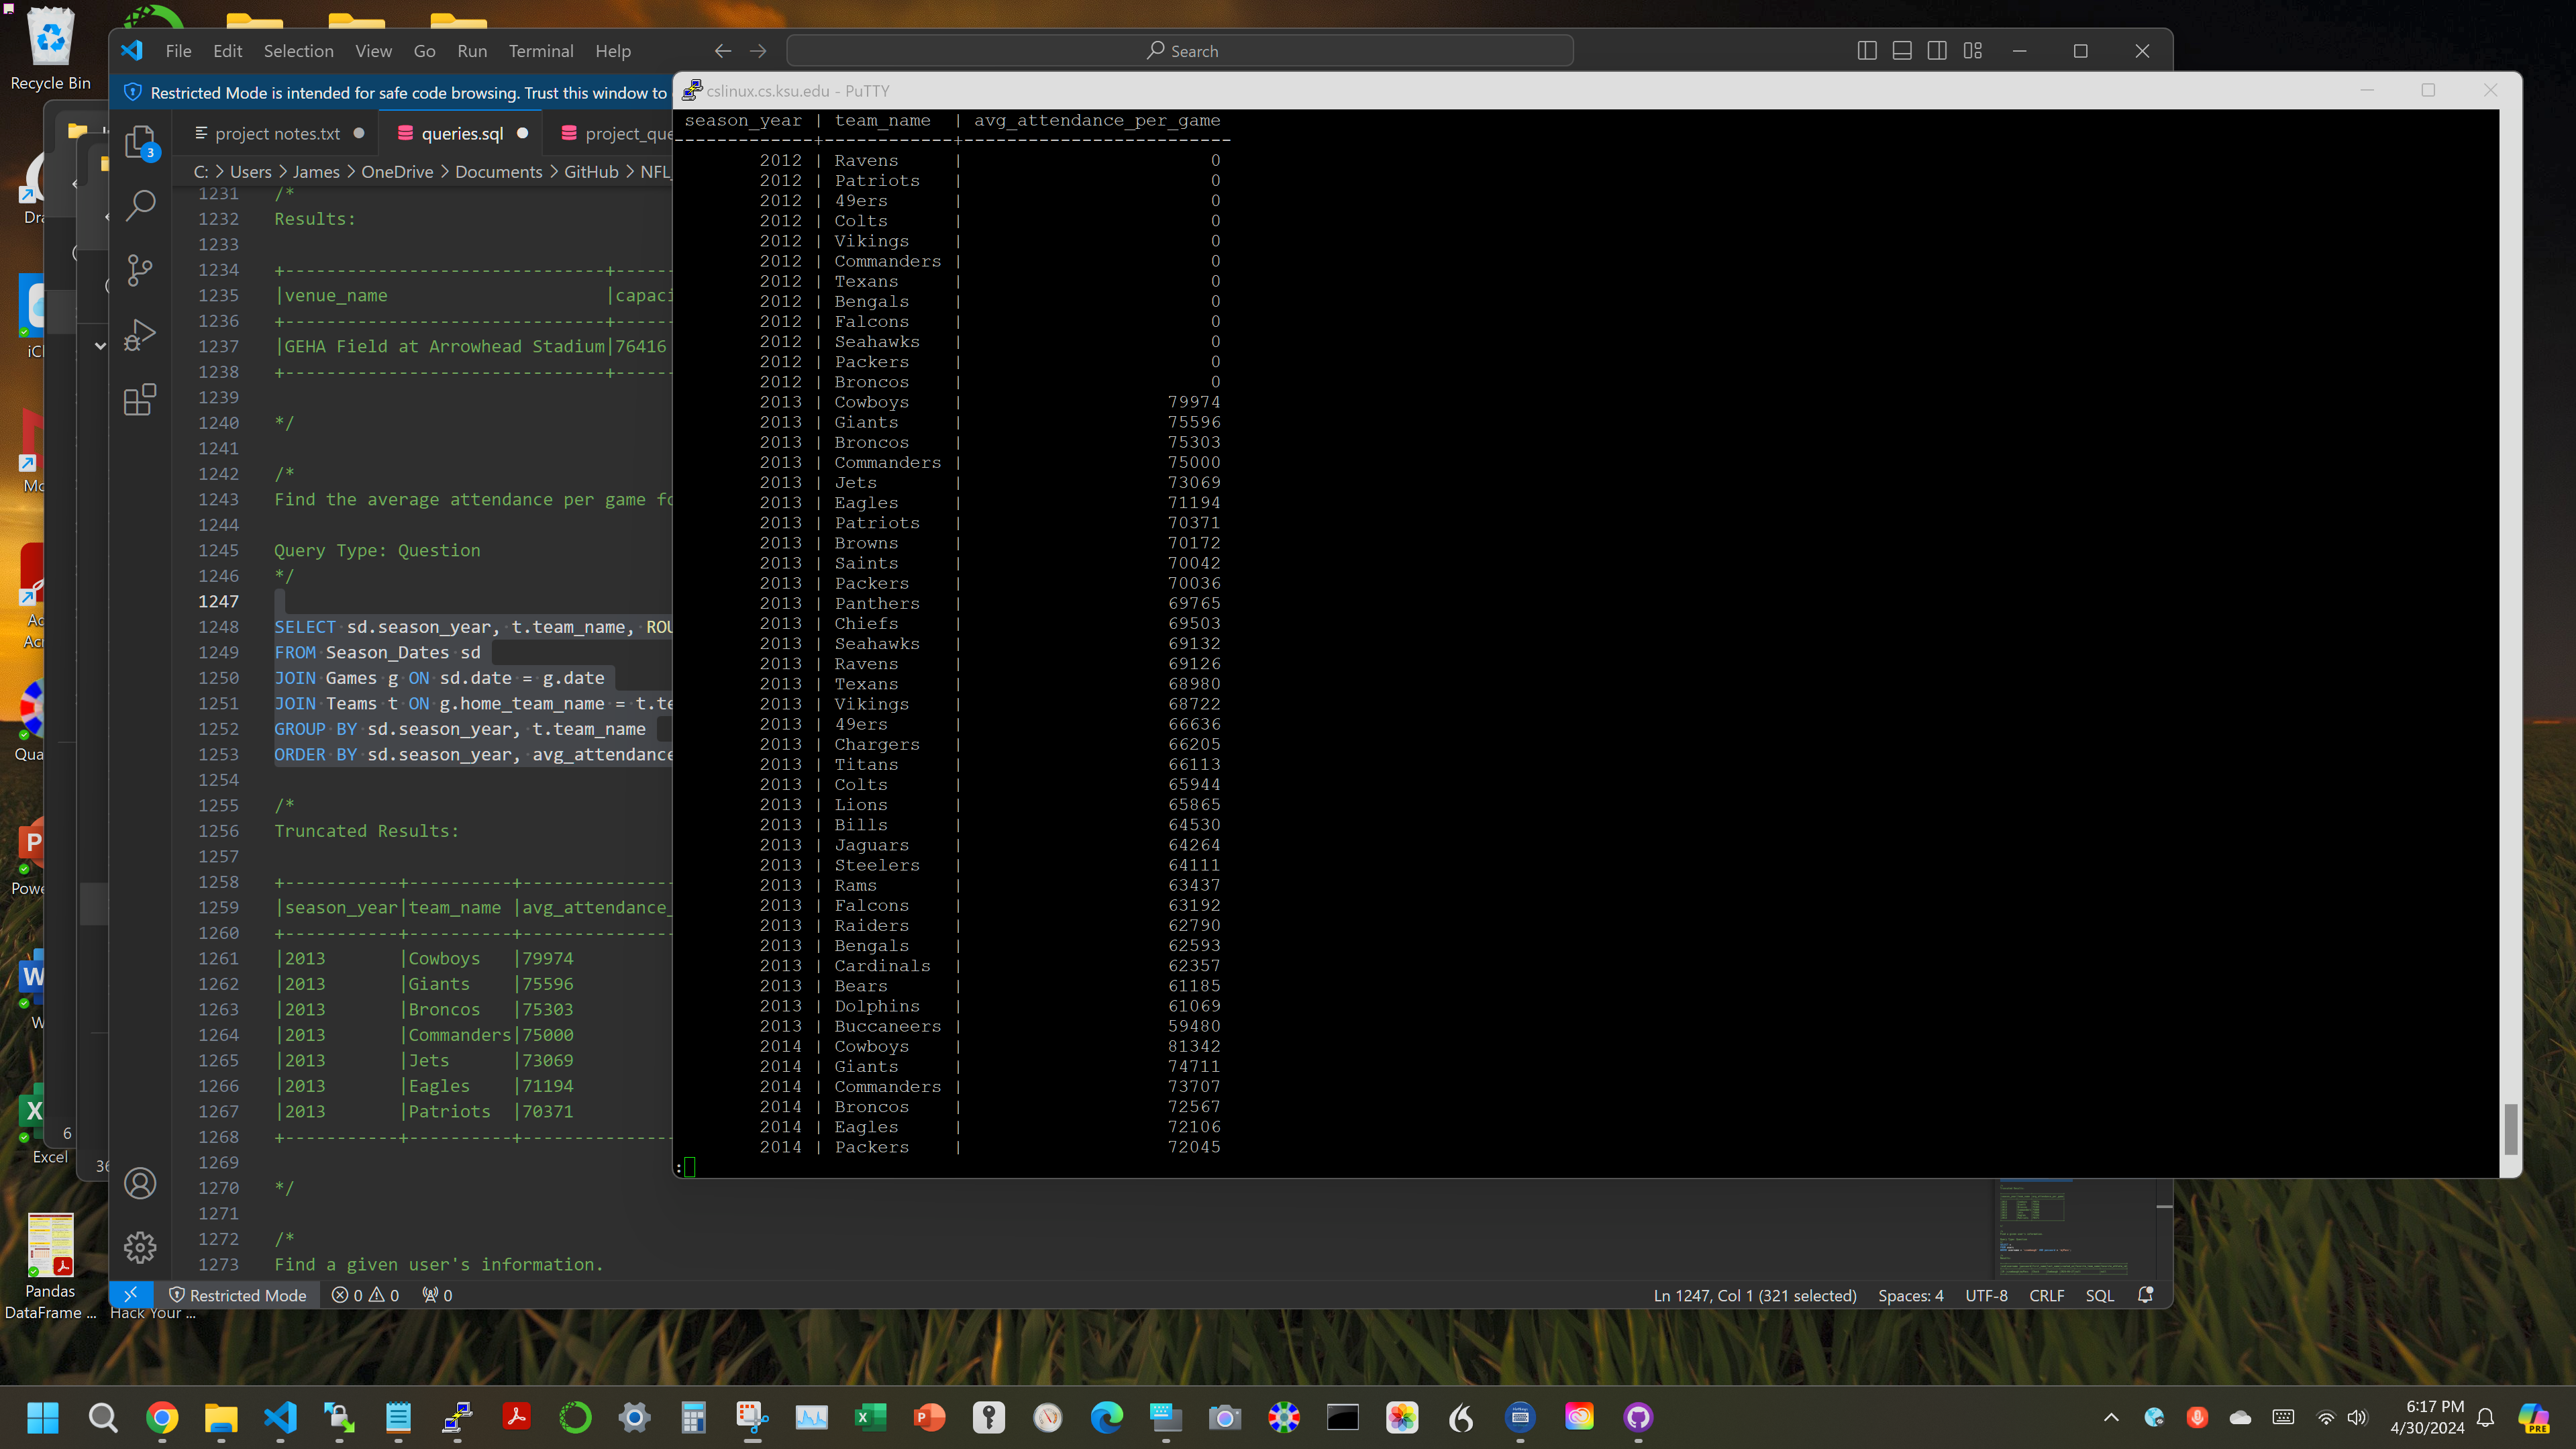 Recycle Bin
File Edit Selection View Go Run Terminal Help
Search
Restricted Mode is intended for safe code browsing. Trust this window to
project notes.txt
queries.sql
project_que
C: > Users > James > OneDrive > Documents > GitHub > NFL_
1231 /*
1232 Results:
1233
1234 +-------------------------------+-----
1235 |venue_name |capaci
1236 +-------------------------------+-----
1237 |GEHA Field at Arrowhead Stadium|76416
1238 +-------------------------------+-----
1239
1240 */
1241
1242 /*
1243 Find the average attendance per game fo
1244
1245 Query Type: Question
1246 */
1247
1248 SELECT sd.season_year, t.team_name, ROU
1249 FROM Season_Dates sd
1250 JOIN Games g ON sd.date = g.date
1251 JOIN Teams t ON g.home_team_name = t.te
1252 GROUP BY sd.season_year, t.team_name
1253 ORDER BY sd.season_year, avg_attendance
1254
1255 /*
1256 Truncated Results:
1257
1258 +-----------+----------+---------------
1259 |season_year|team_name |avg_attendance_
1260 +-----------+----------+---------------
1261 |2013 |Cowboys |79974
1262 |2013 |Giants |75596
1263 |2013 |Broncos |75303
1264 |2013 |Commanders|75000
1265 |2013 |Jets |73069
1266 |2013 |Eagles |71194
1267 |2013 |Patriots |70371
1268 +-----------+----------+---------------
1269
1270 */
1271
1272 /*
1273 Find a given user's information.
cslinux.cs.ksu.edu - PuTTY
season_year | team_name | avg_attendance_per_game
-------------+------------+-------------------------
2012 | Ravens | 0
2012 | Patriots | 0
2012 | 49ers | 0
2012 | Colts | 0
2012 | Vikings | 0
2012 | Commanders | 0
2012 | Texans | 0
2012 | Bengals | 0
2012 | Falcons | 0
2012 | Seahawks | 0
2012 | Packers | 0
2012 | Broncos | 0
2013 | Cowboys | 79974
2013 | Giants | 75596
2013 | Broncos | 75303
2013 | Commanders | 75000
2013 | Jets | 73069
2013 | Eagles | 71194
2013 | Patriots | 70371
2013 | Browns | 70172
2013 | Saints | 70042
2013 | Packers | 70036
2013 | Panthers | 69765
2013 | Chiefs | 69503
2013 | Seahawks | 69132
2013 | Ravens | 69126
2013 | Texans | 68980
2013 | Vikings | 68722
2013 | 49ers | 66636
2013 | Chargers | 66205
2013 | Titans | 66113
2013 | Colts | 65944
2013 | Lions | 65865
2013 | Bills | 64530
2013 | Jaguars | 64264
2013 | Steelers | 64111
2013 | Rams | 63437
2013 | Falcons | 63192
2013 | Raiders | 62790
2013 | Bengals | 62593
2013 | Cardinals | 62357
2013 | Bears | 61185
2013 | Dolphins | 61069
2013 | Buccaneers | 59480
2014 | Cowboys | 81342
2014 | Giants | 74711
2014 | Commanders | 73707
2014 | Broncos | 72567
2014 | Eagles | 72106
2014 | Packers | 72045
:
3
Dra
iCl
Mc
Ac
Acr
Qua
Powe
W
Excel
6
36
Pandas
DataFrame ...
Hack Your ...
Restricted Mode
0 0
0
Ln 1247, Col 1 (321 selected)
Spaces: 4
UTF-8
CRLF
SQL
6:17 PM
4/30/2024
PRE